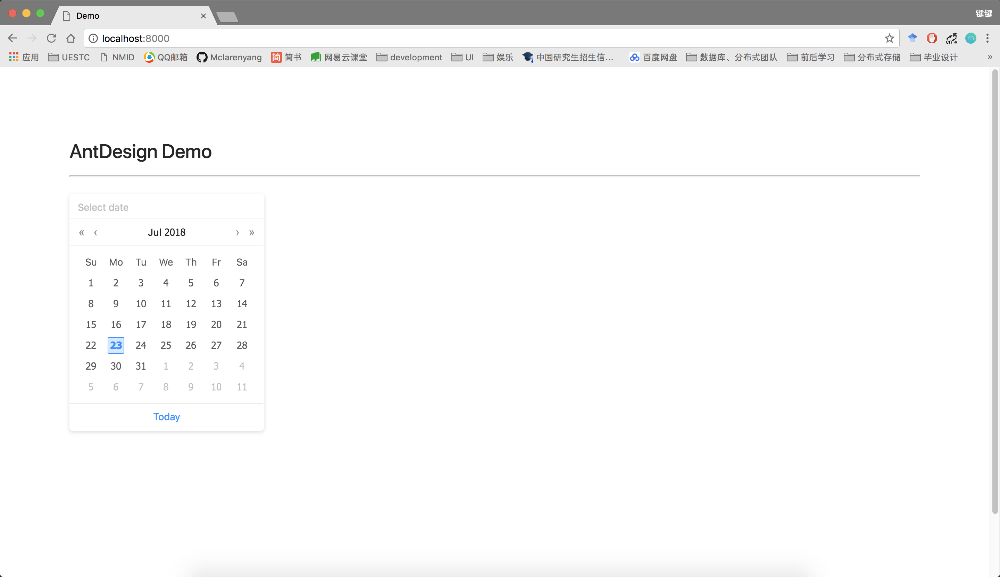 Demo
键键
localhost:8000
应用 UESTC NMID QQ邮箱 Mclarenyang 简 简书 网易云课堂 development UI 娱乐 中国研究生招生信... 百度网盘 数据库、分布式团队 前后学习 分布式存储 毕业设计 »
英
en
m
AntDesign Demo
Select date
« ‹ Jul 2018 › »
Su Mo Tu We Th Fr Sa
1 2 3 4 5 6 7
8 9 10 11 12 13 14
15 16 17 18 19 20 21
22 23 24 25 26 27 28
29 30 31 1 2 3 4
5 6 7 8 9 10 11
Today